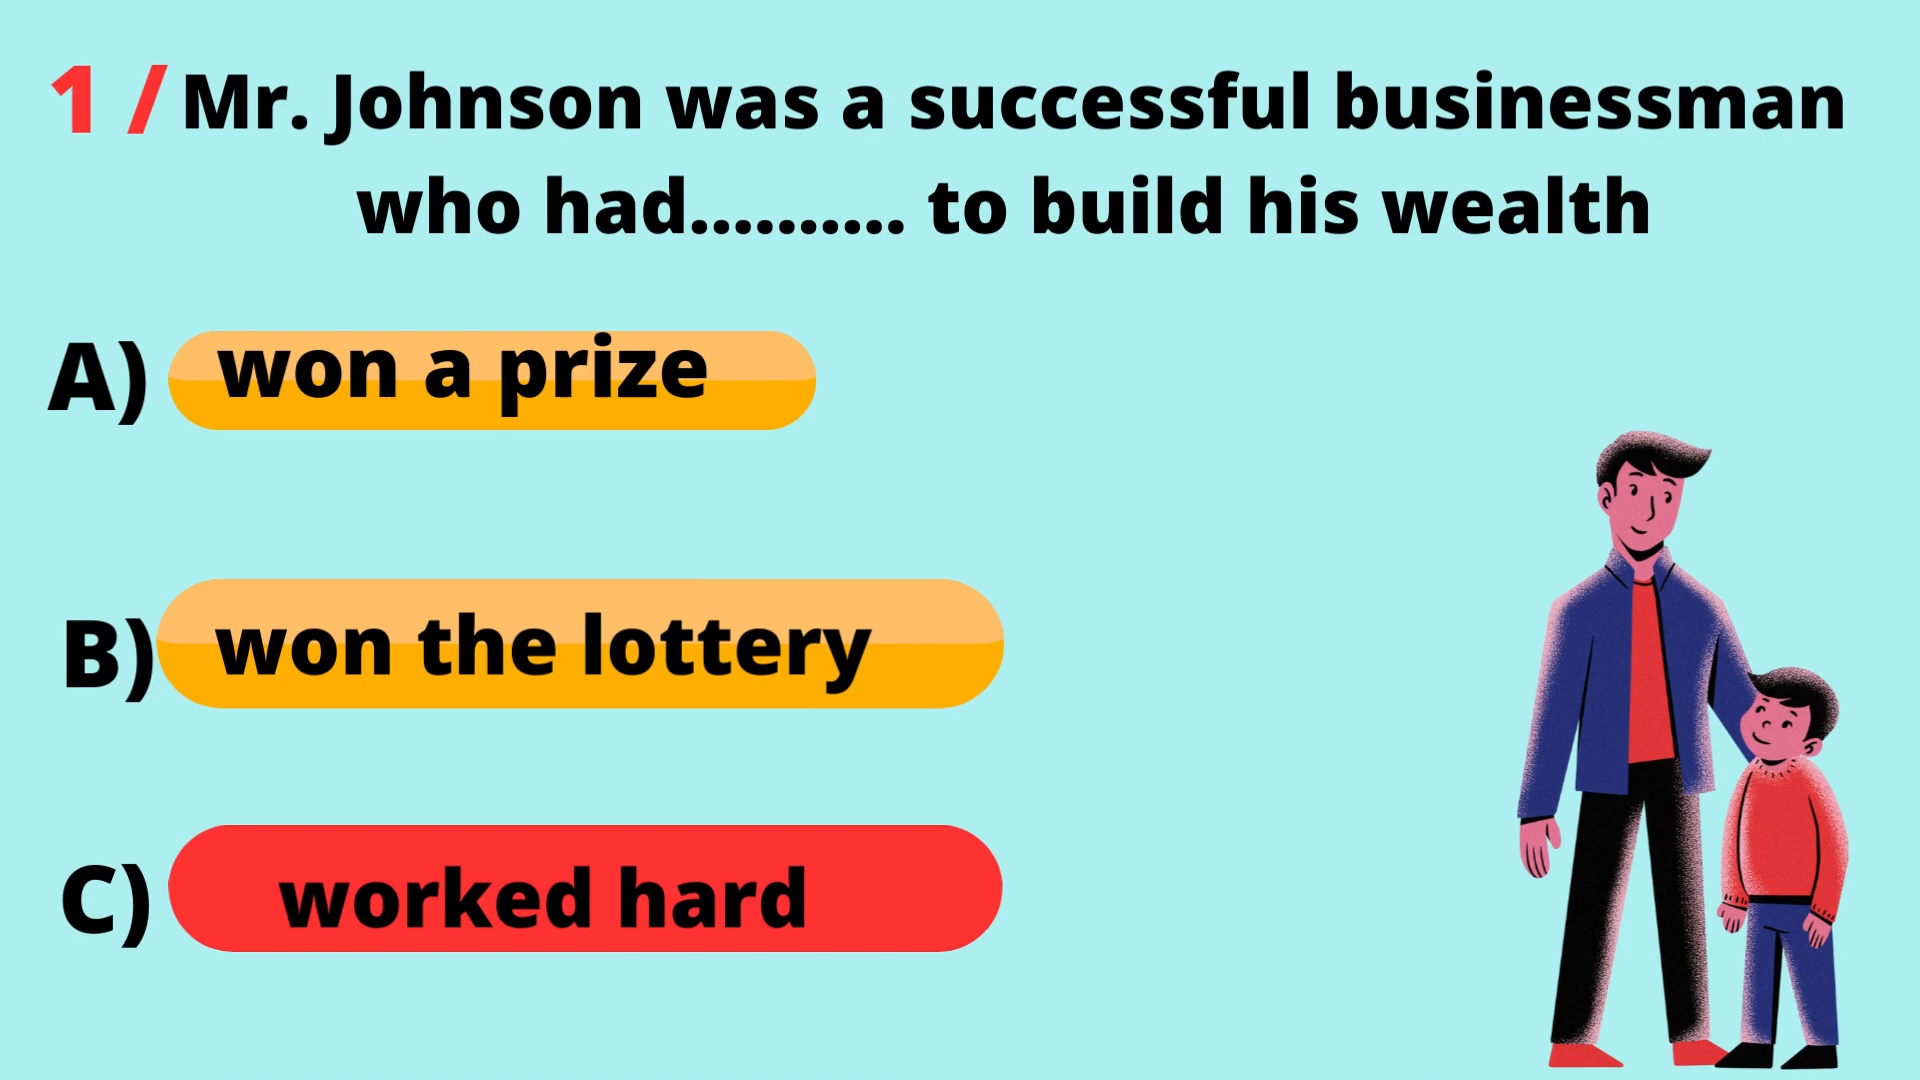 1 / Mr. Johnson was a successful businessman
who had.......... to build his wealth
A) won a prize
B) won the lottery
C) worked hard